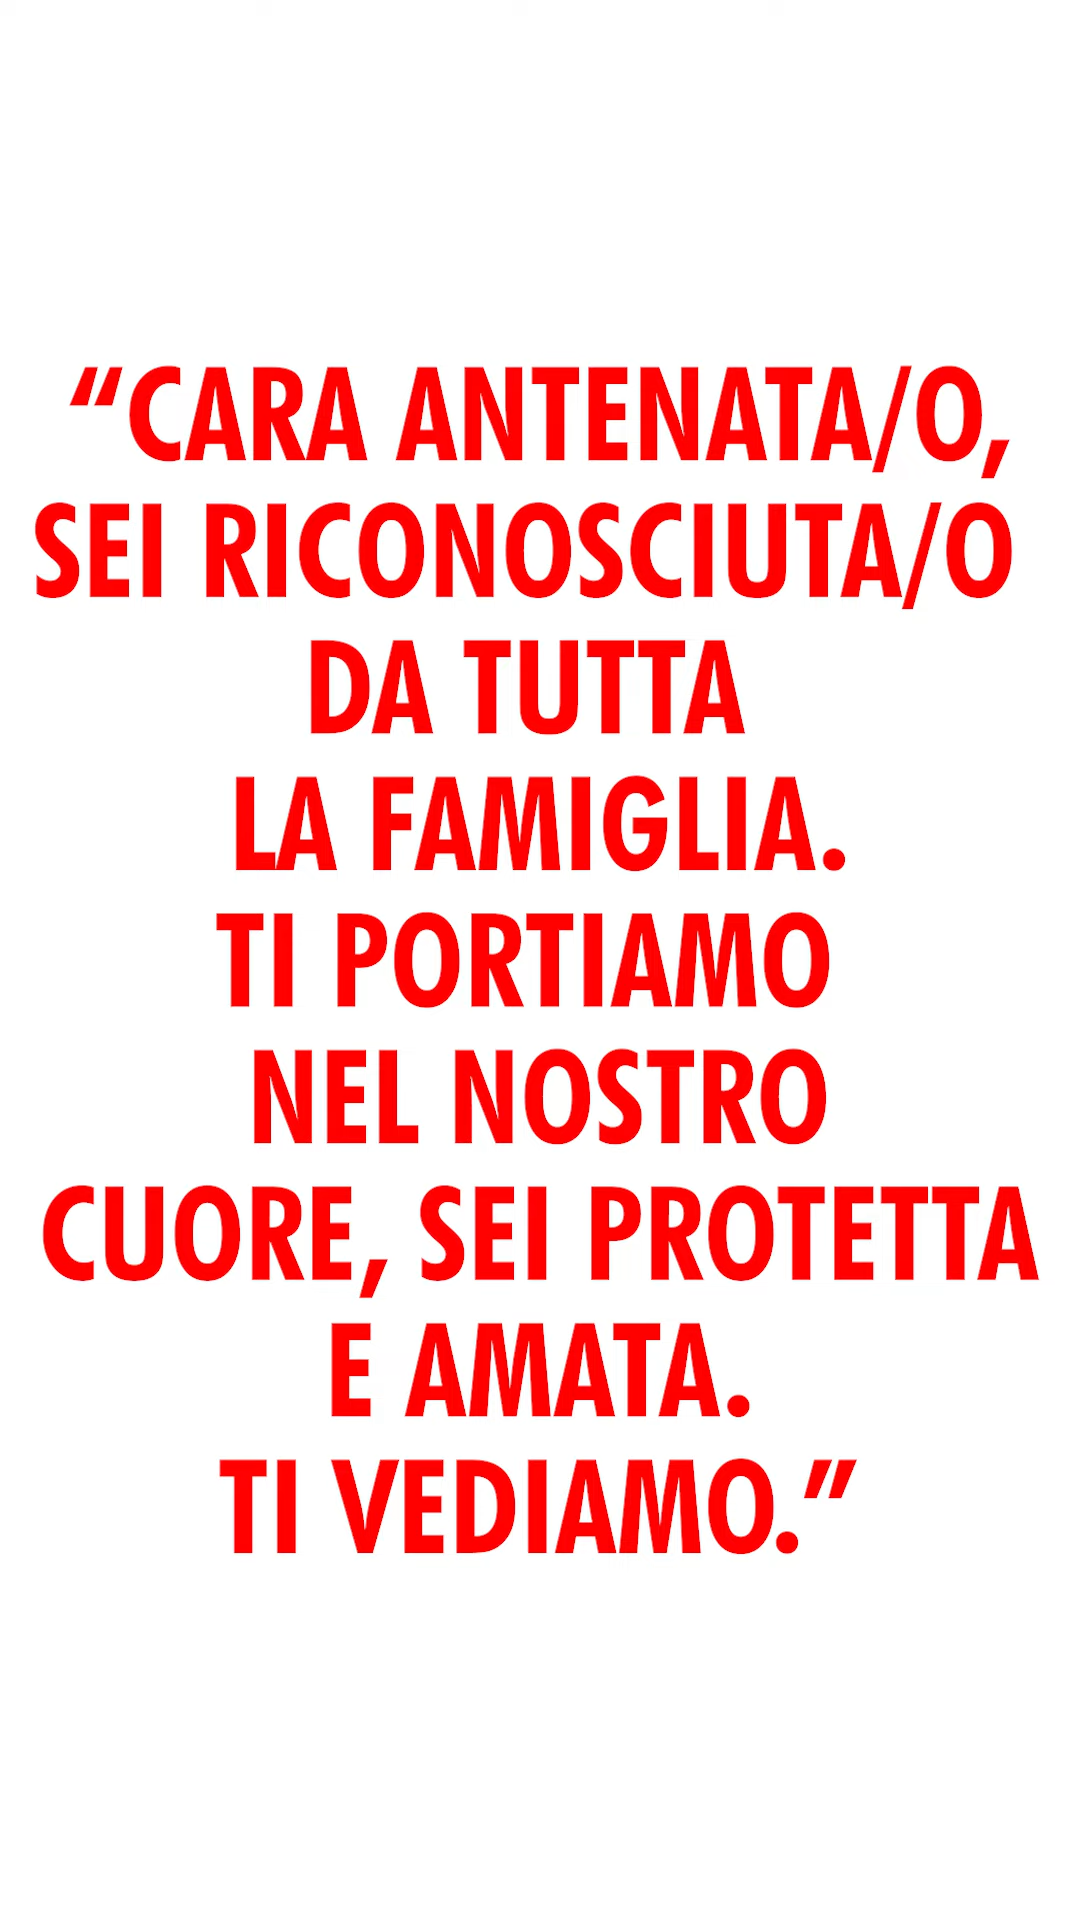 “CARA ANTENATA/O,
SEI RICONOSCIUTA/O
DA TUTTA
LA FAMIGLIA.
TI PORTIAMO
NEL NOSTRO
CUORE, SEI PROTETTA
E AMATA.
TI VEDIAMO.”